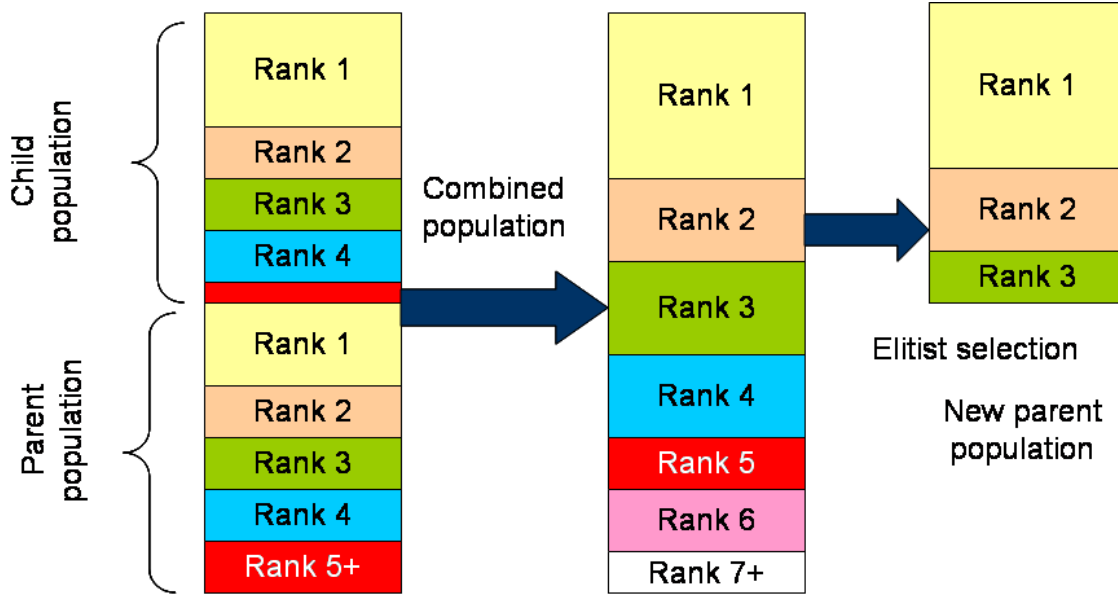 Child
population
Rank 1
Rank 2
Rank 3
Rank 4
Parent
population
Rank 1
Rank 2
Rank 3
Rank 4
Rank 5+
Combined
population
Rank 1
Rank 2
Rank 3
Rank 4
Rank 5
Rank 6
Rank 7+
Rank 1
Rank 2
Rank 3
Elitist selection
New parent
population